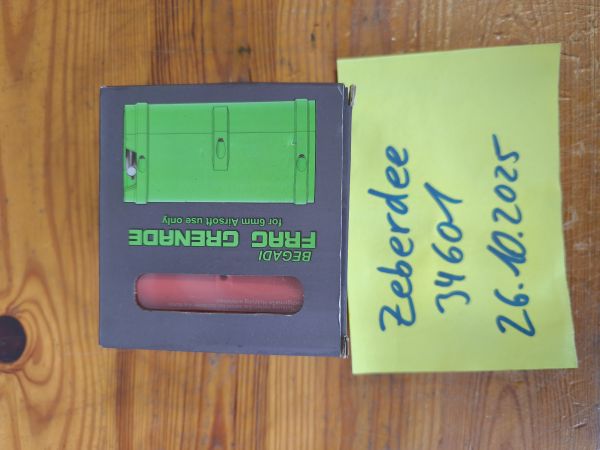 BEGADI
FRAG GRENADE
for 6mm Airsoft use only
Zeberdee
34601
26.10.2025